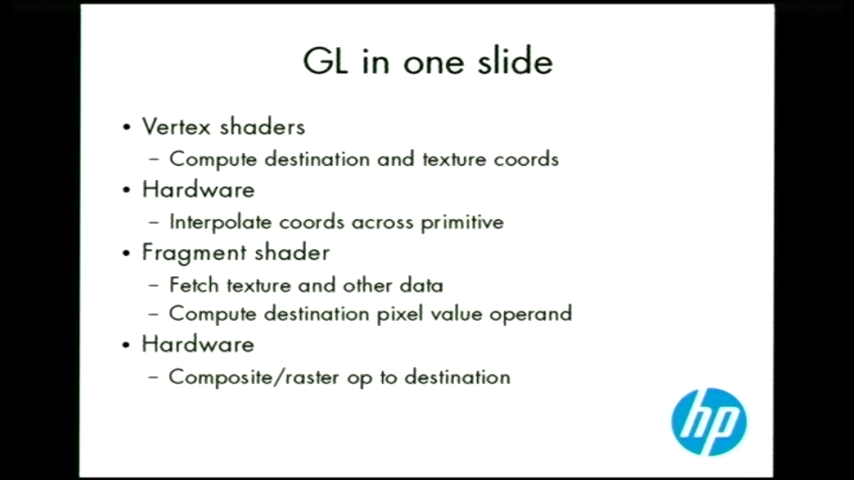 GL in one slide
• Vertex shaders
– Compute destination and texture coords
• Hardware
– Interpolate coords across primitive
• Fragment shader
– Fetch texture and other data
– Compute destination pixel value operand
• Hardware
– Composite/raster op to destination
hp